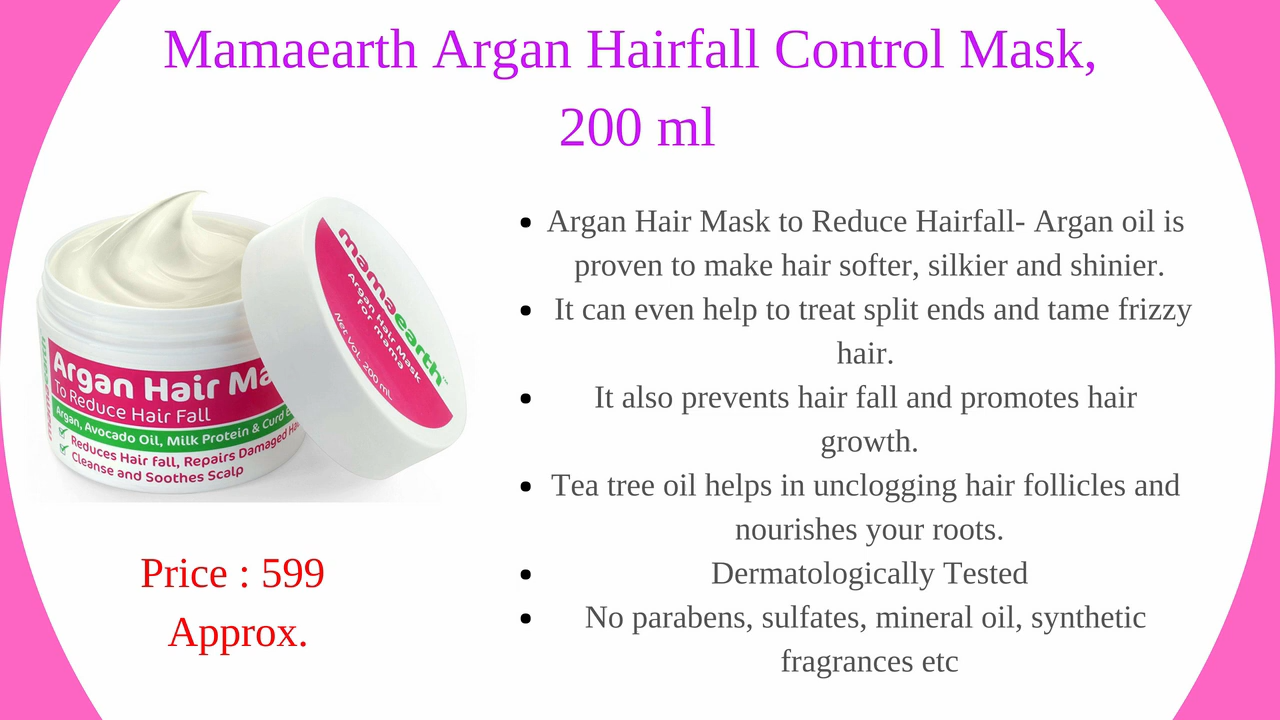 Mamaearth Argan Hairfall Control Mask,
200 ml
mamaearth
Argan Hair Mask
for mama
Net Vol. 200 mL
mamaearth
Argan Hair Ma
To Reduce Hair Fall
Argan, Avocado Oil, Milk Protein & Curd
Reduces Hair fall, Repairs Damaged
Cleanse and Soothes Scalp
Price : 599
Approx.
Argan Hair Mask to Reduce Hairfall- Argan oil is
proven to make hair softer, silkier and shinier.
It can even help to treat split ends and tame frizzy
hair.
It also prevents hair fall and promotes hair
growth.
Tea tree oil helps in unclogging hair follicles and
nourishes your roots.
Dermatologically Tested
No parabens, sulfates, mineral oil, synthetic
fragrances etc